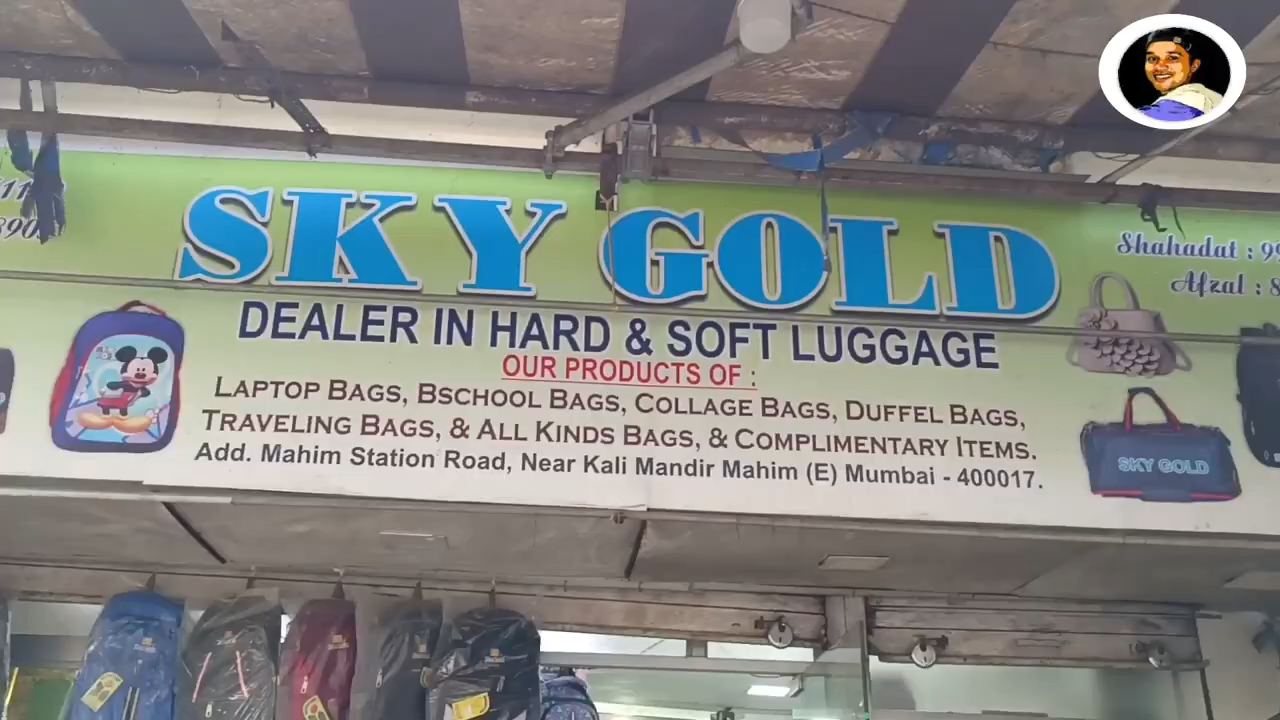 SKY GOLD
Shahadat : 99
Afzal : 8
DEALER IN HARD & SOFT LUGGAGE
OUR PRODUCTS OF :
LAPTOP BAGS, BSCHOOL BAGS, COLLAGE BAGS, DUFFEL BAGS,
TRAVELING BAGS, & ALL KINDS BAGS, & COMPLIMENTARY ITEMS.
Add. Mahim Station Road, Near Kali Mandir Mahim (E) Mumbai - 400017.
SKY GOLD